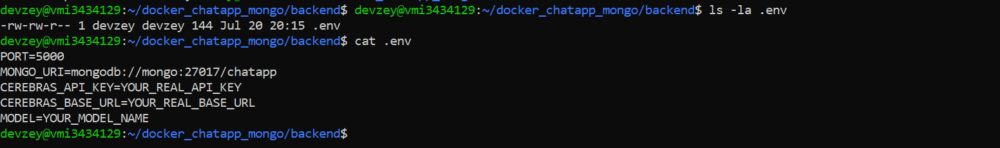 devzey@vmi3434129:~/docker_chatapp_mongo/backend$ devzey@vmi3434129:~/docker_chatapp_mongo/backend$ ls -la .env
-rw-rw-r-- 1 devzey devzey 144 Jul 20 20:15 .env
devzey@vmi3434129:~/docker_chatapp_mongo/backend$ cat .env
PORT=5000
MONGO_URI=mongodb://mongo:27017/chatapp
CEREBRAS_API_KEY=YOUR_REAL_API_KEY
CEREBRAS_BASE_URL=YOUR_REAL_BASE_URL
MODEL=YOUR_MODEL_NAME
devzey@vmi3434129:~/docker_chatapp_mongo/backend$